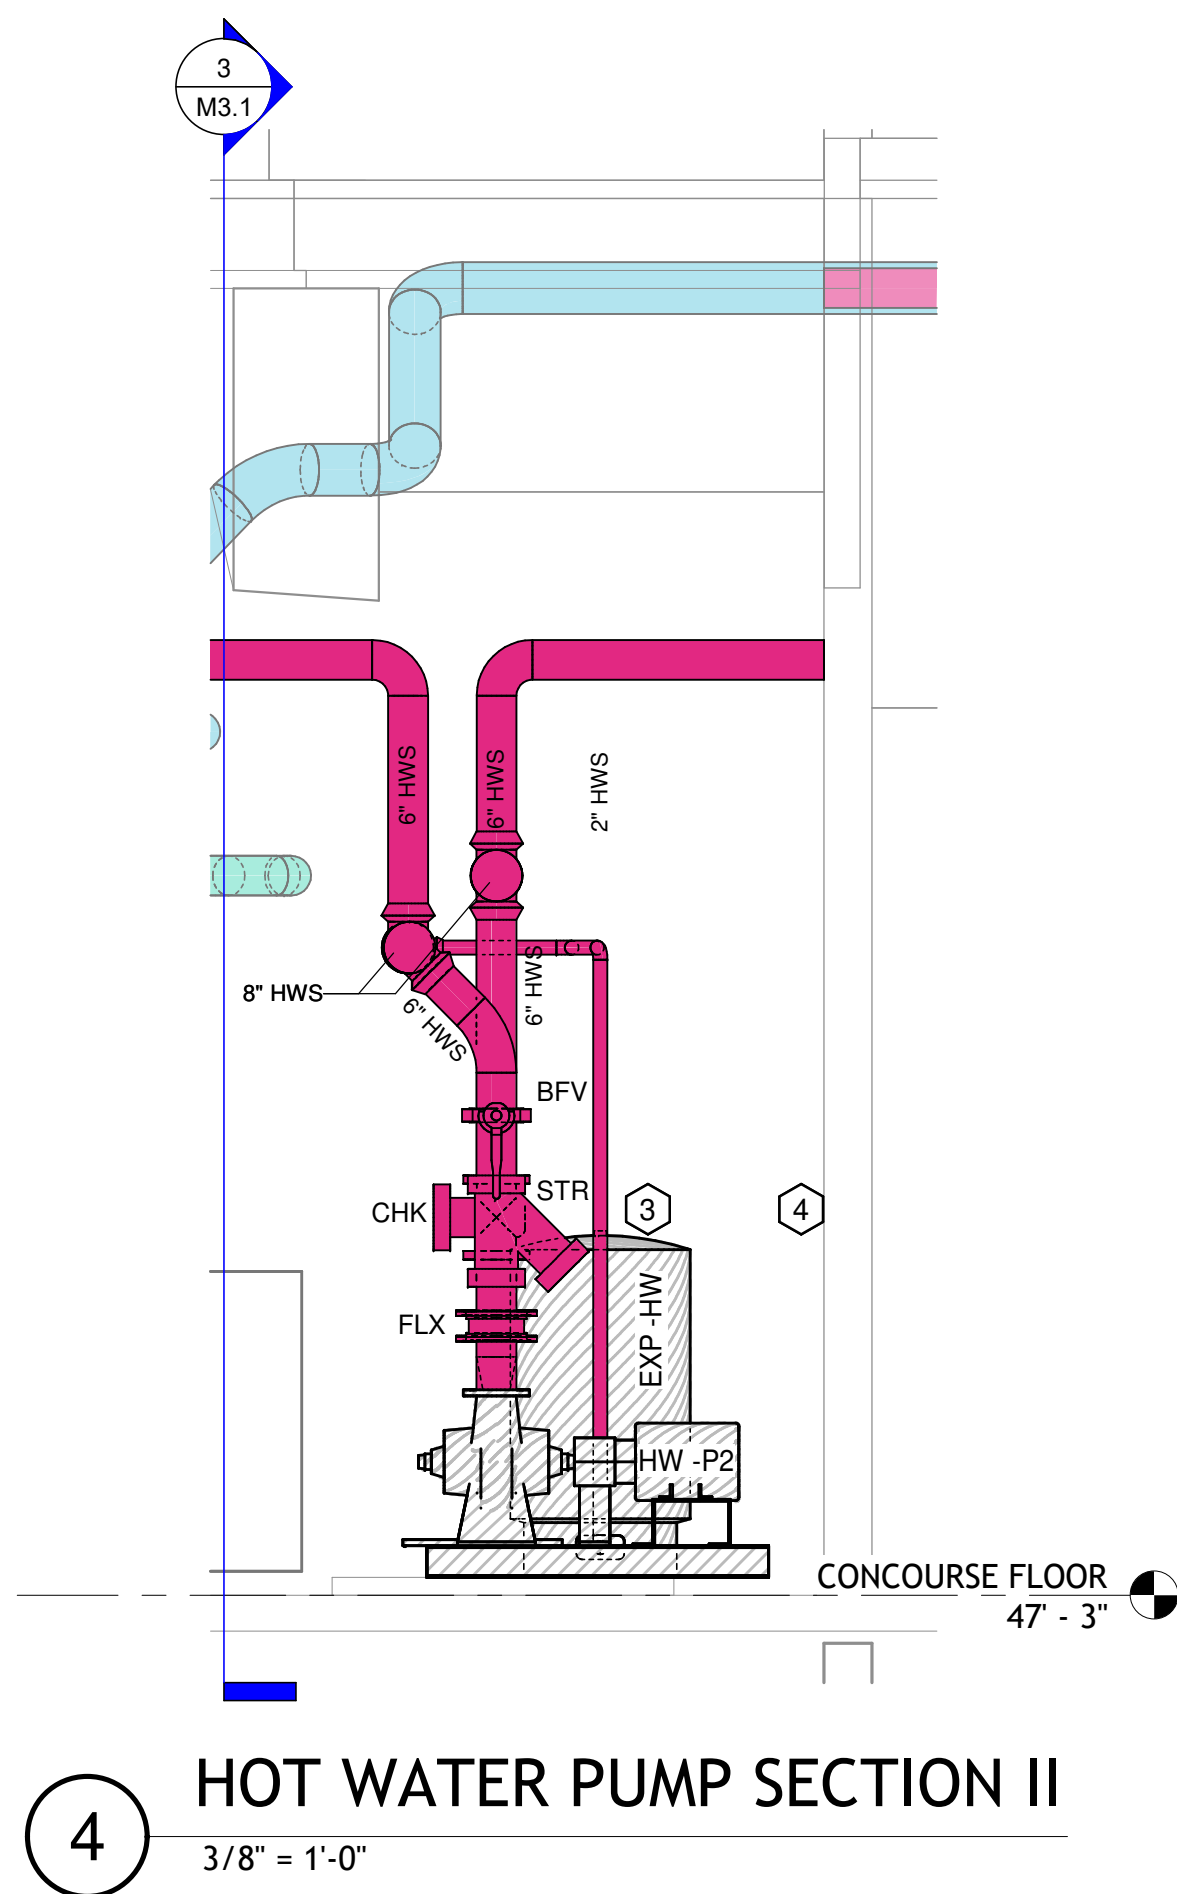 3
M3.1
6" HWS
6" HWS
2" HWS
8" HWS
6" HWS
6" HWS
BFV
STR
CHK
3
4
FLX
EXP -HW
HW -P2
CONCOURSE FLOOR
47' - 3"
HOT WATER PUMP SECTION II
4
3/8" = 1'-0"